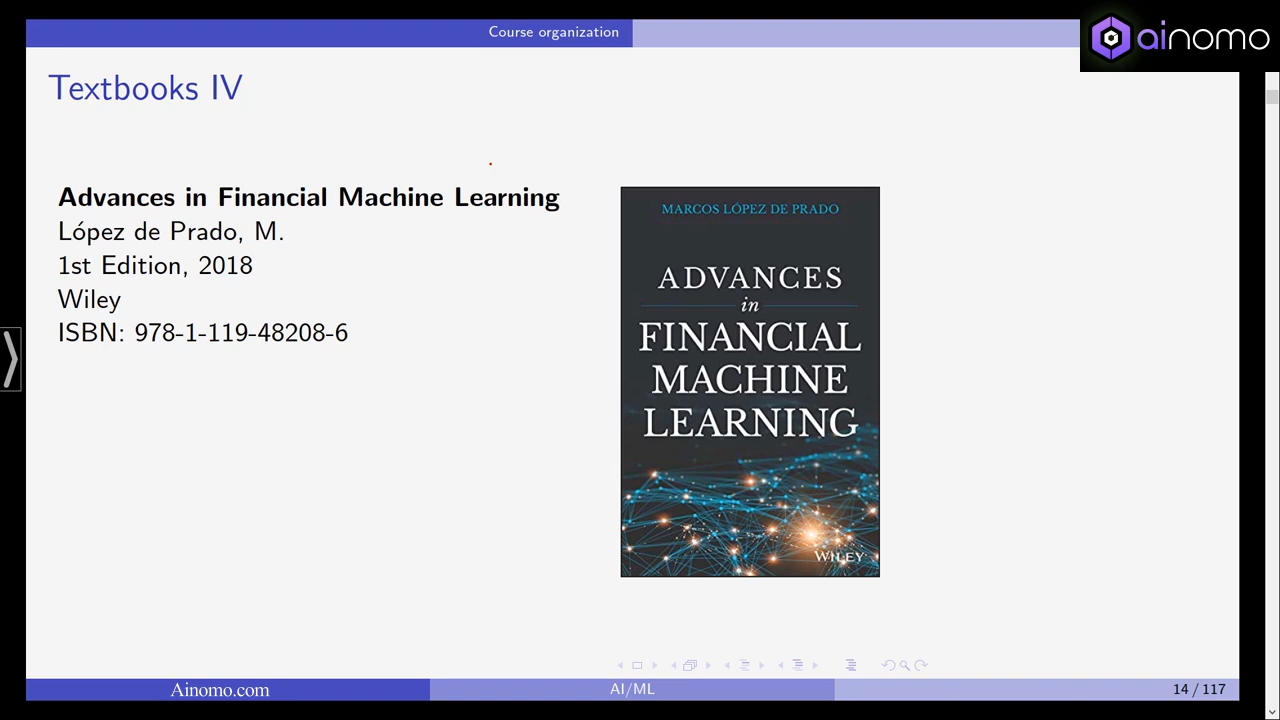 Course organization
ainomo
Textbooks IV
Advances in Financial Machine Learning
López de Prado, M.
1st Edition, 2018
Wiley
ISBN: 978-1-119-48208-6
MARCOS LÓPEZ DE PRADO
ADVANCES
in
FINANCIAL
MACHINE
LEARNING
WILEY
Ainomo.com
AI/ML
14 / 117